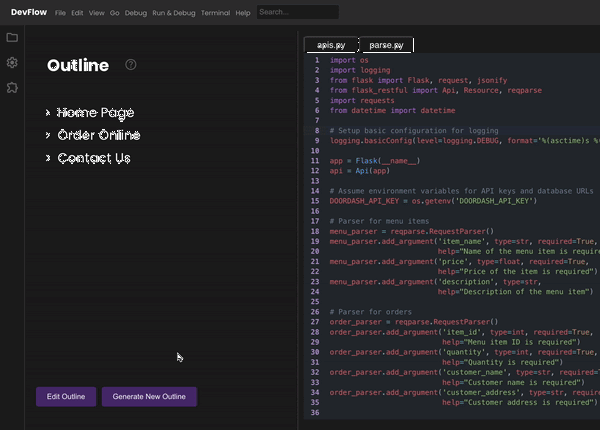 DevFlow File Edit View Go Debug Run & Debug Terminal Help Search...
Outline ?
› Home Page
› Order Online
› Contact Us
Edit Outline Generate New Outline
apis.py parse.py
1 import os
2 import logging
3 from flask import Flask, request, jsonify
4 from flask_restful import Api, Resource, reqparse
5 import requests
6 from datetime import datetime
7
8 # Setup basic configuration for logging
9 logging.basicConfig(level=logging.DEBUG, format='%(asctime)s %
10
11 app = Flask(__name__)
12 api = Api(app)
13
14 # Assume environment variables for API keys and database URLs
15 DOORDASH_API_KEY = os.getenv('DOORDASH_API_KEY')
16
17 # Parser for menu items
18 menu_parser = reqparse.RequestParser()
19 menu_parser.add_argument('item_name', type=str, required=True,
20 help="Name of the menu item is require
21 menu_parser.add_argument('price', type=float, required=True,
22 help="Price of the item is required")
23 menu_parser.add_argument('description', type=str,
24 help="Description of the menu item")
25
26 # Parser for orders
27 order_parser = reqparse.RequestParser()
28 order_parser.add_argument('item_id', type=int, required=True,
29 help="Menu item ID is required")
30 order_parser.add_argument('quantity', type=int, required=True,
31 help="Quantity is required")
32 order_parser.add_argument('customer_name', type=str, required=T
33 help="Customer name is required")
34 order_parser.add_argument('customer_address', type=str, require
35 help="Customer address is required")
36